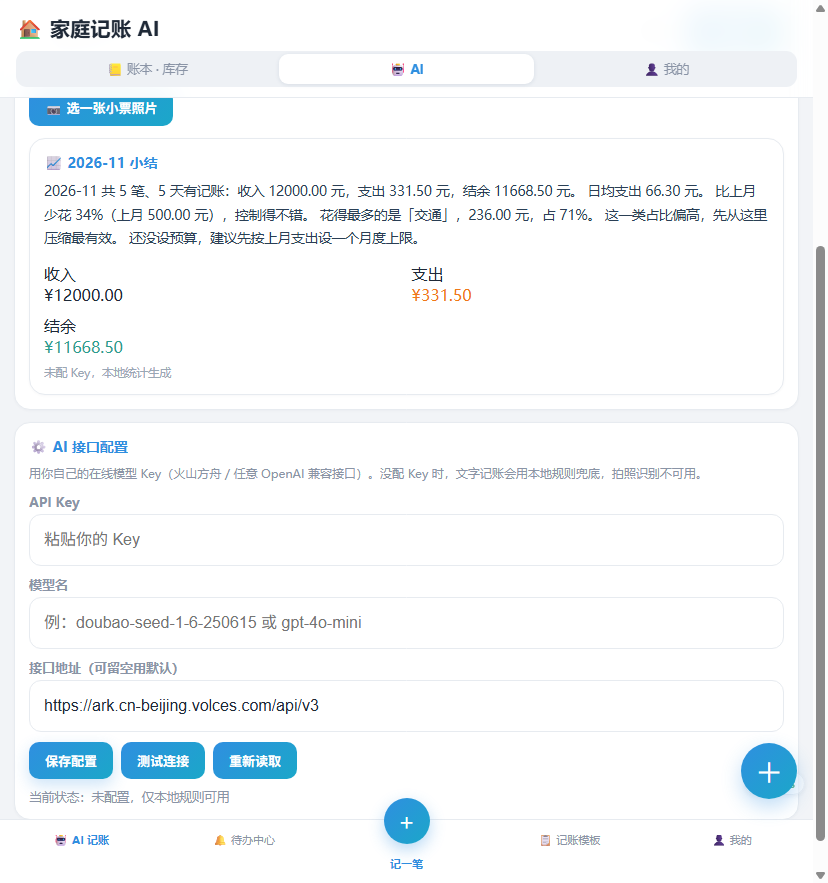 家庭记账 AI
账本 · 库存
AI
我的
选一张小票照片
2026-11 小结
2026-11 共 5 笔、5 天有记账：收入 12000.00 元，支出 331.50 元，结余 11668.50 元。 日均支出 66.30 元。 比上月
少花 34%（上月 500.00 元），控制得不错。 花得最多的是「交通」，236.00 元，占 71%。 这一类占比偏高，先从这里
压缩最有效。 还没设预算，建议先按上月支出设一个月度上限。
收入
¥12000.00
支出
¥331.50
结余
¥11668.50
未配 Key，本地统计生成
AI 接口配置
用你自己的在线模型 Key（火山方舟 / 任意 OpenAI 兼容接口）。没配 Key 时，文字记账会用本地规则兜底，拍照识别不可用。
API Key
粘贴你的 Key
模型名
例：doubao-seed-1-6-250615 或 gpt-4o-mini
接口地址（可留空用默认）
https://ark.cn-beijing.volces.com/api/v3
保存配置
测试连接
重新读取
当前状态：未配置，仅本地规则可用
AI 记账
待办中心
记一笔
记账模板
我的